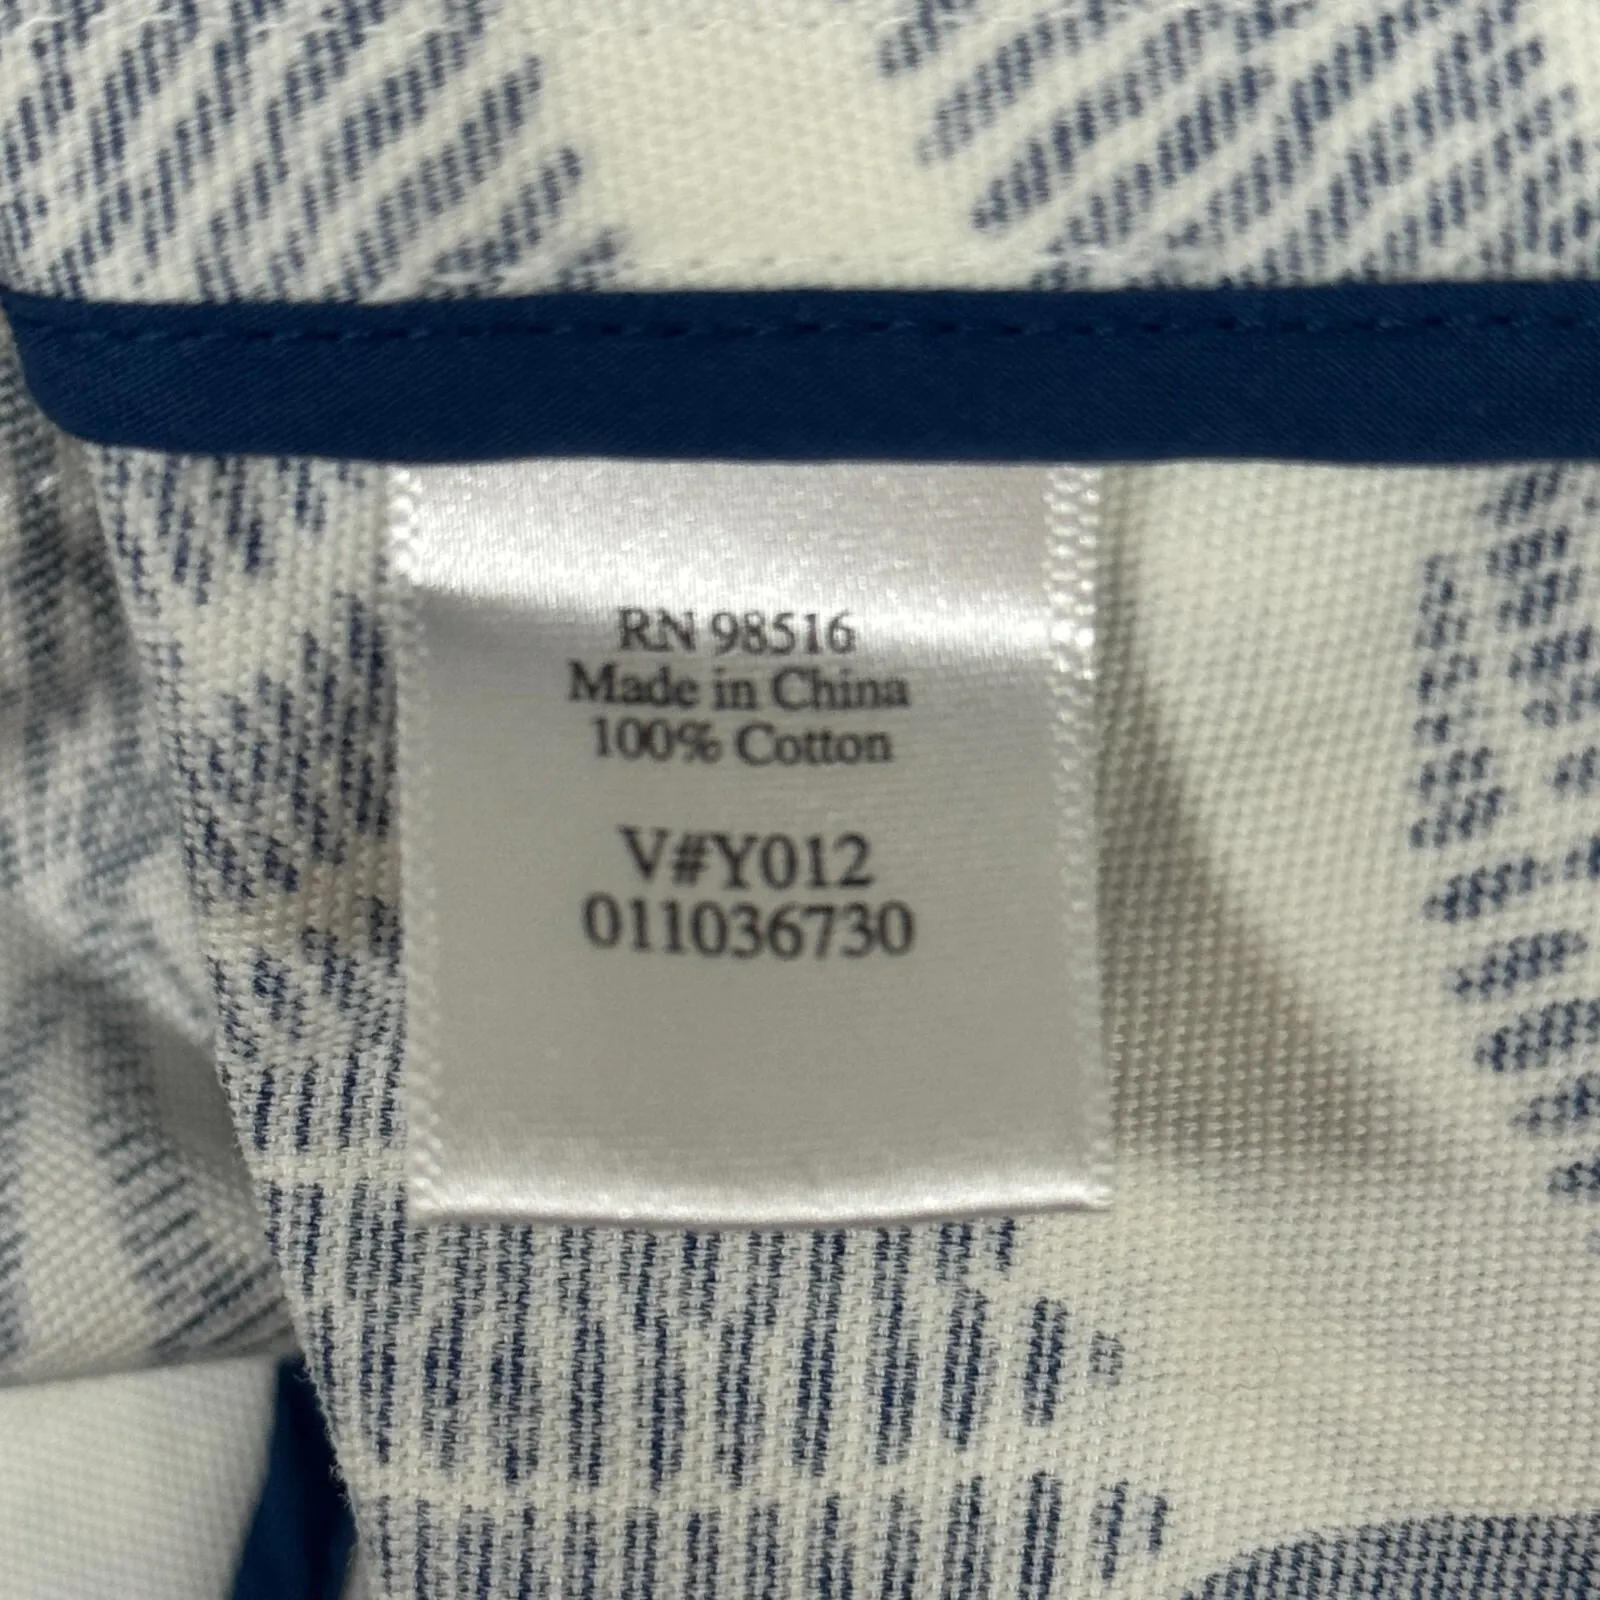 RN 98516
Made in China
100% Cotton
V#Y012
011036730